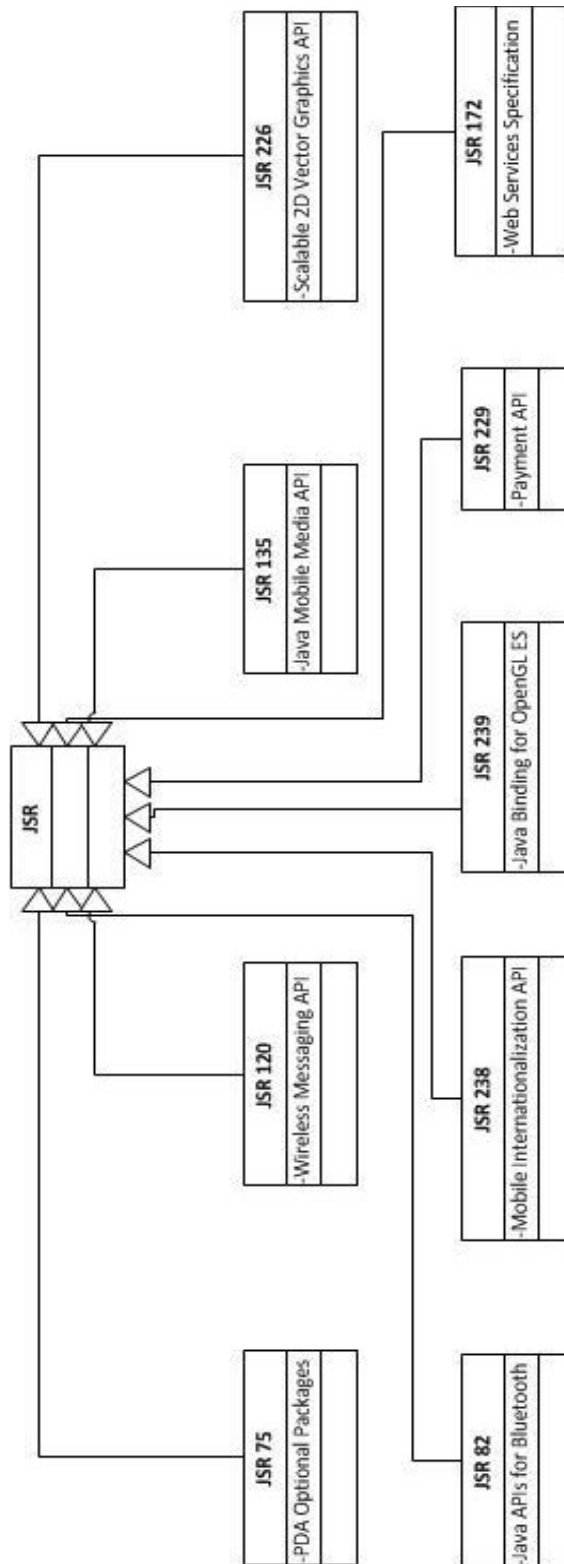 JSR
JSR 75
-PDA Optional Packages
JSR 120
-Wireless Messaging API
JSR 135
-Java Mobile Media API
JSR 226
-Scalable 2D Vector Graphics API
JSR 82
-Java APIs for Bluetooth
JSR 238
-Mobile Internationalization API
JSR 239
-Java Binding for OpenGL ES
JSR 229
-Payment API
JSR 172
-Web Services Specification